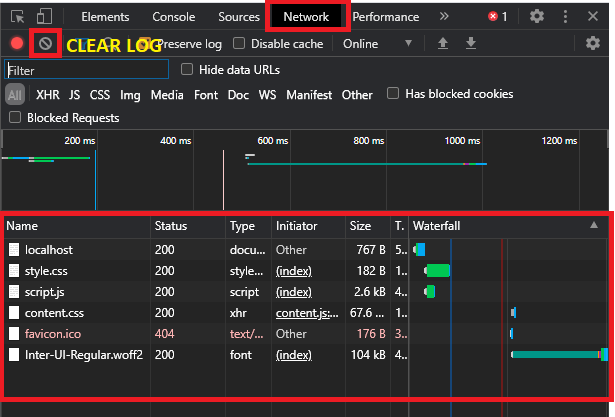 Elements Console Sources Network Performance » 1
CLEAR LOG Preserve log Disable cache Online
Filter Hide data URLs
All XHR JS CSS Img Media Font Doc WS Manifest Other Has blocked cookies
Blocked Requests
200 ms 400 ms 600 ms 800 ms 1000 ms 1200 ms
Name Status Type Initiator Size T. Waterfall
localhost 200 docu... Other 767 B 5..
style.css 200 style... (index) 182 B 1..
script.js 200 script (index) 2.6 kB 4..
content.css 200 xhr content.js:... 67.6 ... 1..
favicon.ico 404 text/... Other 176 B 3..
Inter-UI-Regular.woff2 200 font (index) 104 kB 4..